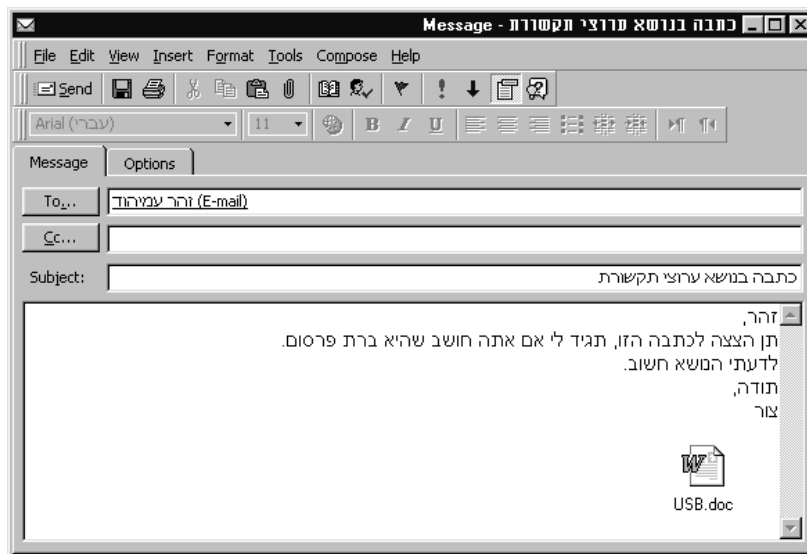 כתבה בנושא ערוצי תקשורת - Message
File Edit View Insert Format Tools Compose Help
Send
Arial (עברי) 11 B I U
Message Options
To... זהר עמיהוד (E-mail)
Cc...
Subject: כתבה בנושא ערוצי תקשורת
זהר,
תן הצצה לכתבה הזו, תגיד לי אם אתה חושב שהיא ברת פרסום.
לדעתי הנושא חשוב.
תודה,
צור
W
USB.doc